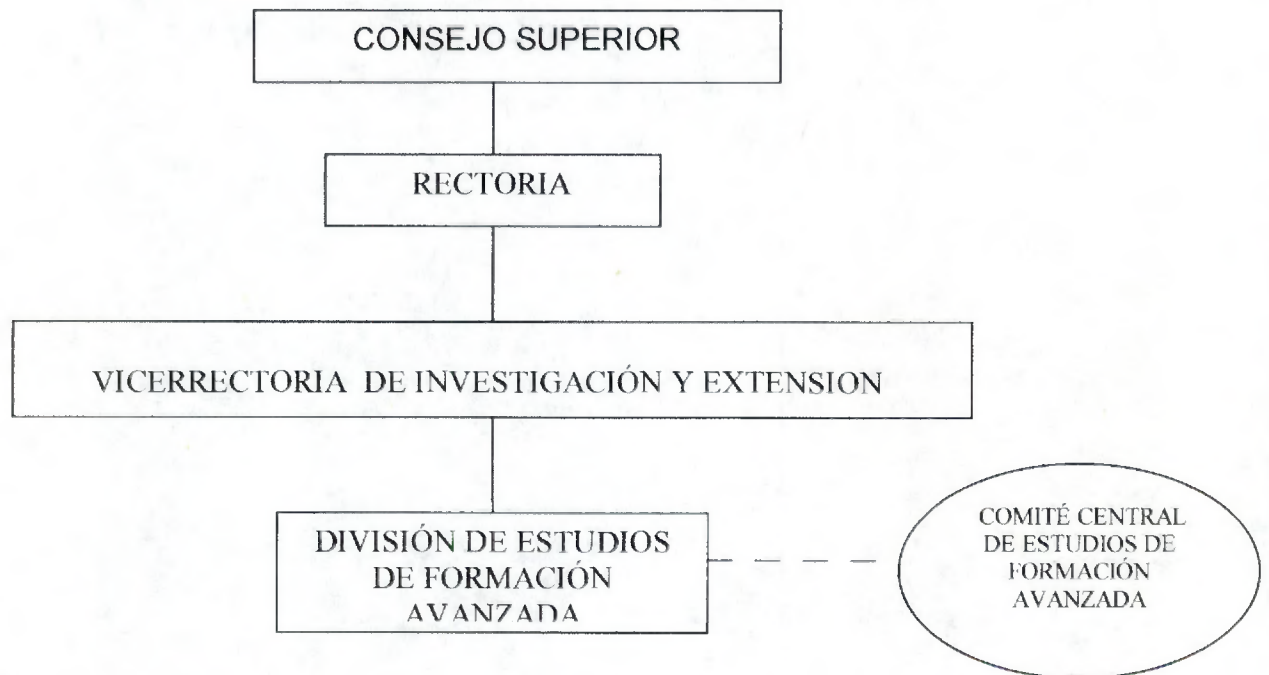 CONSEJO SUPERIOR
RECTORIA
VICERRECTORIA DE INVESTIGACIÓN Y EXTENSION
DIVISIÓN DE ESTUDIOS
DE FORMACIÓN
AVANZADA
COMITÉ CENTRAL
DE ESTUDIOS DE
FORMACIÓN
AVANZADA